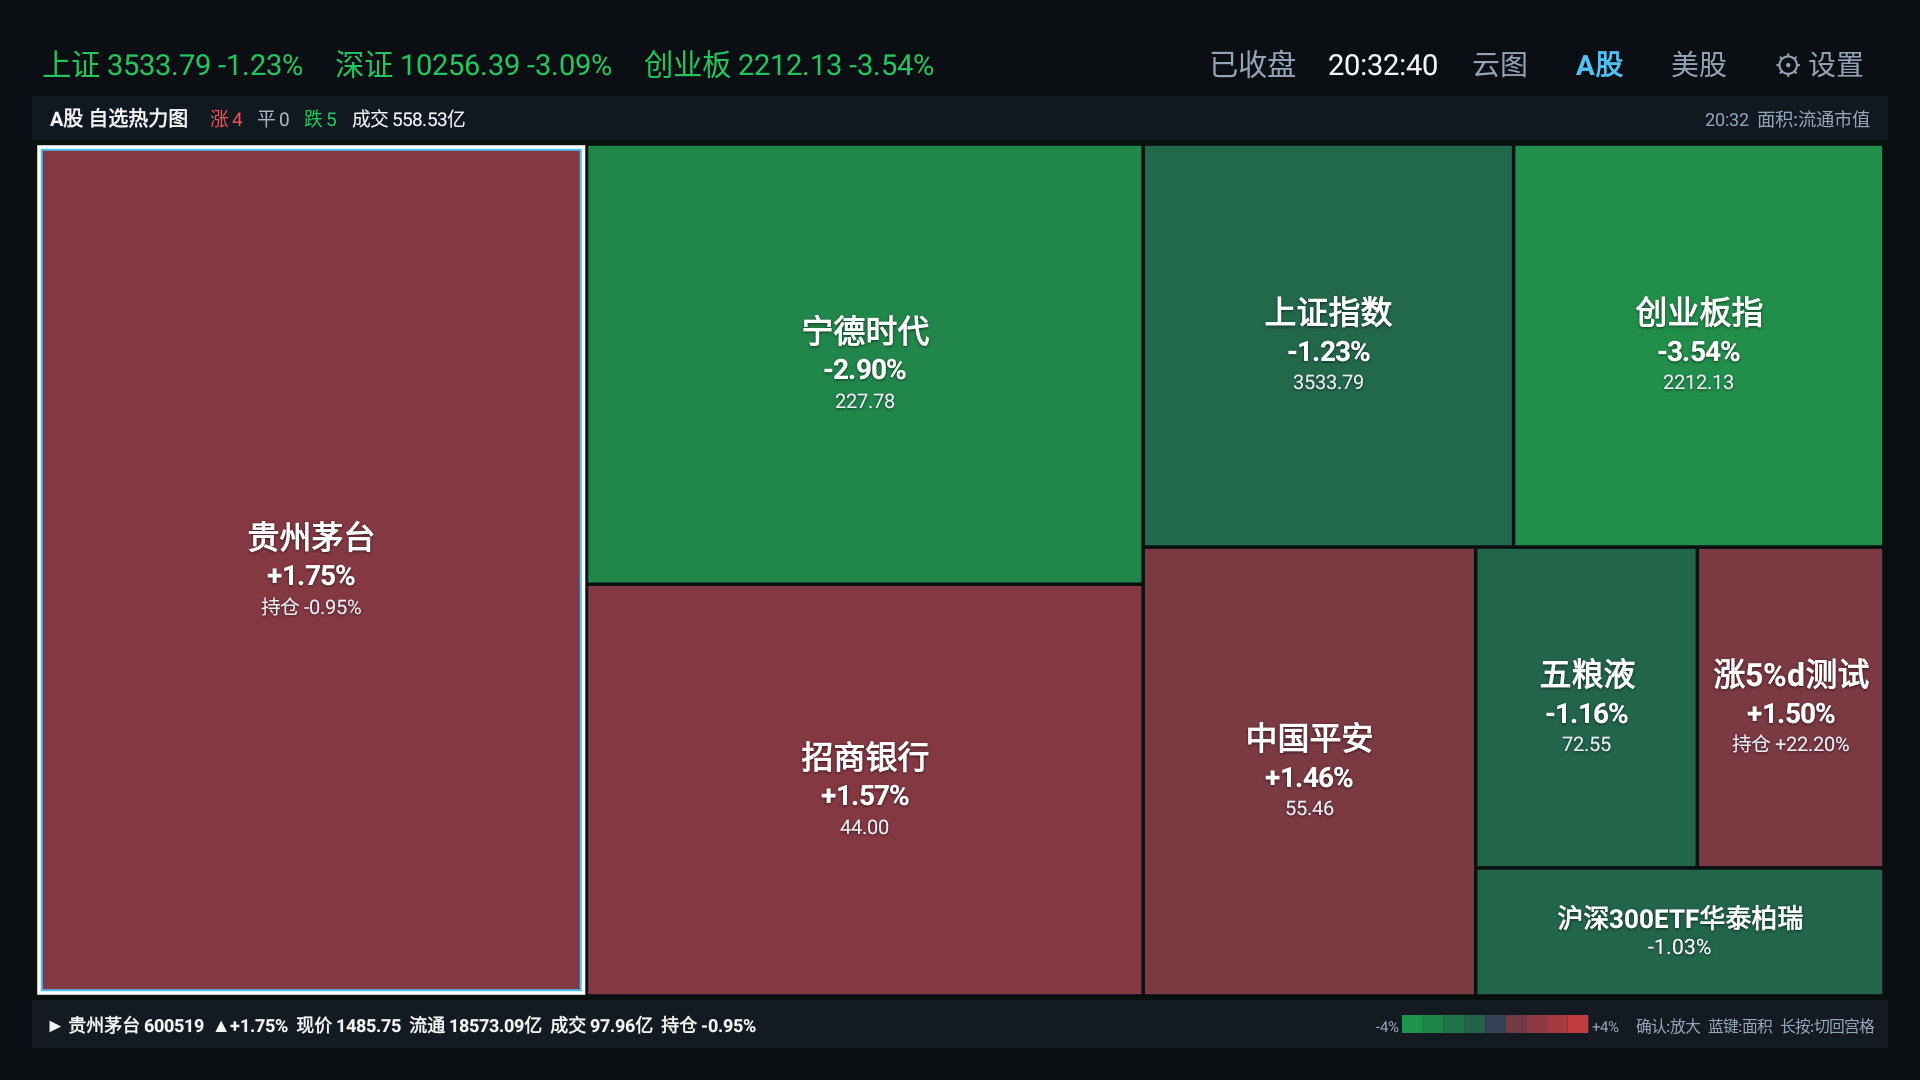 上证 3533.79 -1.23% 深证 10256.39 -3.09% 创业板 2212.13 -3.54% 已收盘 20:32:40 云图 A股 美股 设置
A股 自选热力图 涨 4 平 0 跌 5 成交 558.53亿 20:32 面积:流通市值
贵州茅台
+1.75%
持仓 -0.95%
宁德时代
-2.90%
227.78
招商银行
+1.57%
44.00
上证指数
-1.23%
3533.79
创业板指
-3.54%
2212.13
中国平安
+1.46%
55.46
五粮液
-1.16%
72.55
涨5%d测试
+1.50%
持仓 +22.20%
沪深300ETF华泰柏瑞
-1.03%
► 贵州茅台 600519 ▲+1.75% 现价 1485.75 流通 18573.09亿 成交 97.96亿 持仓 -0.95% -4% +4% 确认:放大 蓝键:面积 长按:切回宫格